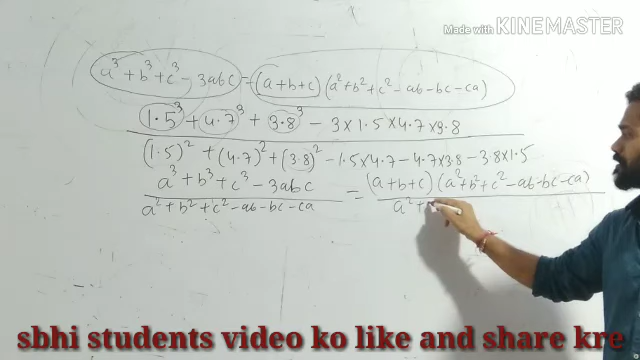 Made with KINEMASTER
a³ + b³ + c³ - 3abc = (a + b + c) (a² + b² + c² - ab - bc - ca)
1.5³ + 4.7³ + 3.8³ - 3 × 1.5 × 4.7 × 3.8
(1.5)² + (4.7)² + (3.8)² - 1.5 × 4.7 - 4.7 × 3.8 - 3.8 × 1.5
a³ + b³ + c³ - 3abc = (a + b + c) (a² + b² + c² - ab - bc - ca)
a² + b² + c² - ab - bc - ca a² +
sbhi students video ko like and share kre